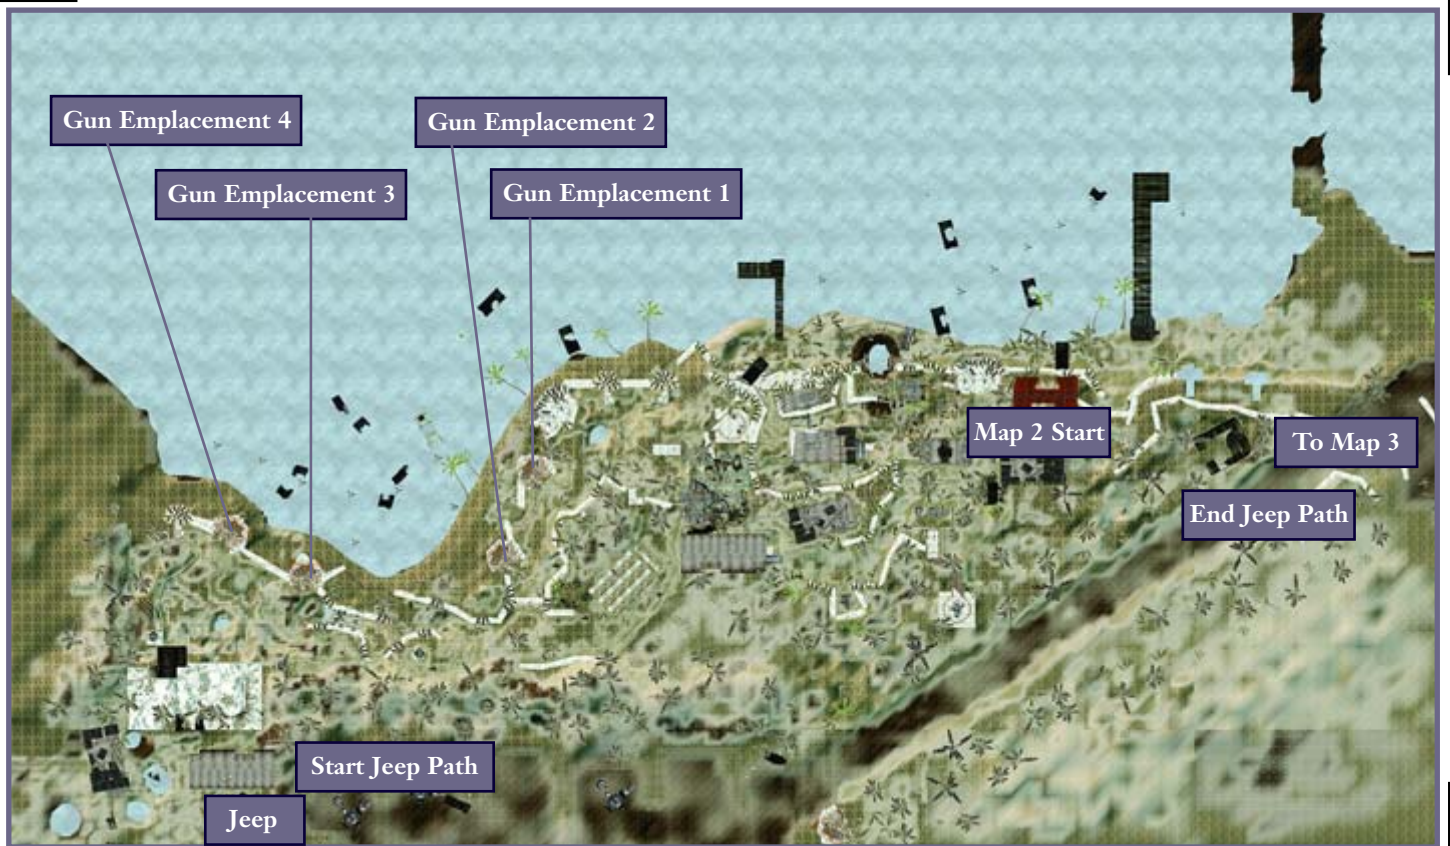 Gun Emplacement 4
Gun Emplacement 2
Gun Emplacement 3
Gun Emplacement 1
Map 2 Start
To Map 3
End Jeep Path
Start Jeep Path
Jeep